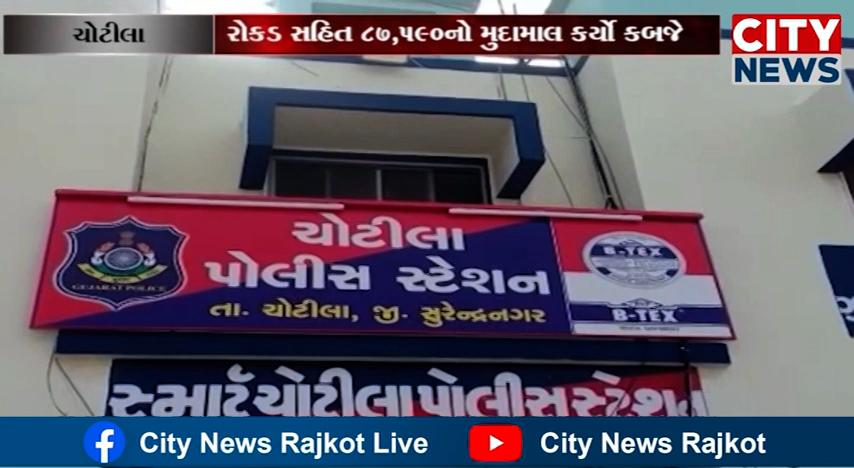 ચોટીલા
રોકડ સહિત ૮૭,૫૯૦નો મુદામાલ કર્યો કબજે
CITY
NEWS
ચોટીલા
પોલીસ સ્ટેશન
તા. ચોટીલા, જી. સુરેન્દ્રનગર
GUJARAT POLICE
B-TEX
B-TEX
સ્માર્ટ ચોટીલા પોલીસ સ્ટેશન
City News Rajkot Live
City News Rajkot